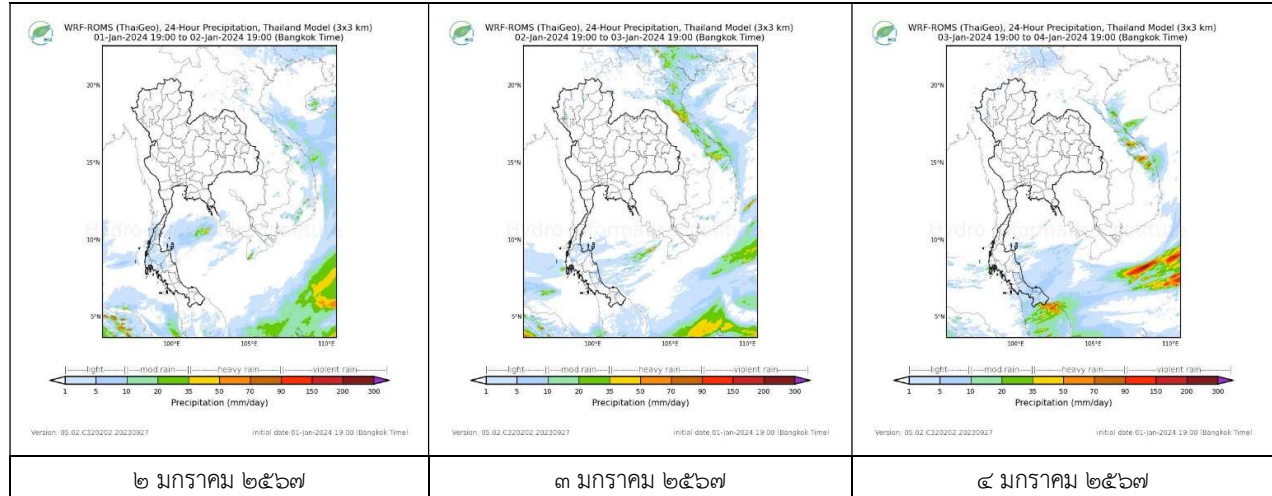 WRF-ROMS (ThaiGeo), 24-Hour Precipitation, Thailand Model (3x3 km)
01-Jan-2024 19:00 to 02-Jan-2024 19:00 (Bangkok Time)
20°N
15°N
10°N
5°N
100°E 105°E 110°E
light mod rain heavy rain violent rain
1 5 10 20 35 50 70 90 150 200 300
Precipitation (mm/day)
Version: 05.02.C320202.20230927 initial date 01-Jan-2024 19:00 (Bangkok Time)
๒ มกราคม ๒๕๖๗
WRF-ROMS (ThaiGeo), 24-Hour Precipitation, Thailand Model (3x3 km)
02-Jan-2024 19:00 to 03-Jan-2024 19:00 (Bangkok Time)
20°N
15°N
10°N
5°N
100°E 105°E 110°E
light mod rain heavy rain violent rain
1 5 10 20 35 50 70 90 150 200 300
Precipitation (mm/day)
Version: 05.02.C320202.20230927 initial date 01-Jan-2024 19:00 (Bangkok Time)
๓ มกราคม ๒๕๖๗
WRF-ROMS (ThaiGeo), 24-Hour Precipitation, Thailand Model (3x3 km)
03-Jan-2024 19:00 to 04-Jan-2024 19:00 (Bangkok Time)
20°N
15°N
10°N
5°N
100°E 105°E 110°E
light mod rain heavy rain violent rain
1 5 10 20 35 50 70 90 150 200 300
Precipitation (mm/day)
Version: 05.02.C320202.20230927 initial date 01-Jan-2024 19:00 (Bangkok Time)
๔ มกราคม ๒๕๖๗